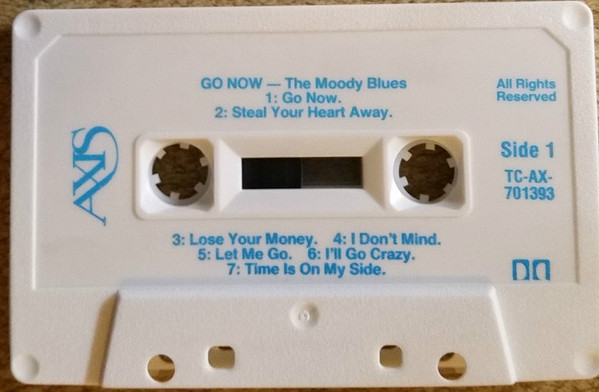 GO NOW — The Moody Blues
1: Go Now.
2: Steal Your Heart Away.
All Rights
Reserved
AXIS
Side 1
TC-AX-
701393
3: Lose Your Money. 4: I Don't Mind.
5: Let Me Go. 6: I'll Go Crazy.
7: Time Is On My Side.